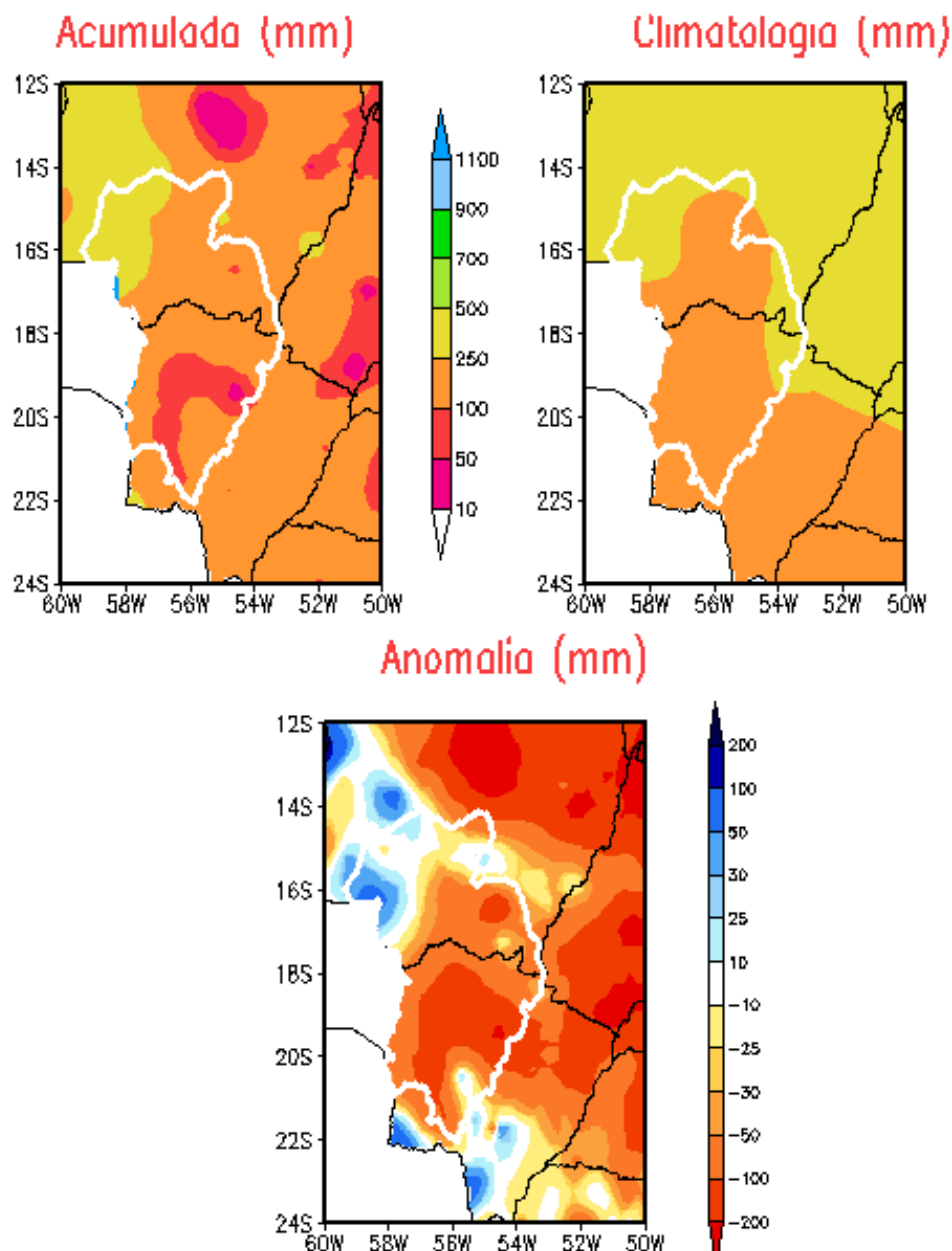 Acumulada (mm)
Climatologia (mm)
12S
14S
16S
18S
20S
22S
24S
60W 58W 56W 54W 52W 50W
1100
900
700
500
250
100
50
10
12S
14S
16S
18S
20S
22S
24S
60W 58W 56W 54W 52W 50W
Anomalia (mm)
12S
14S
16S
18S
20S
22S
24S
60W 58W 56W 54W 52W 50W
200
100
50
30
25
10
-10
-25
-30
-50
-100
-200